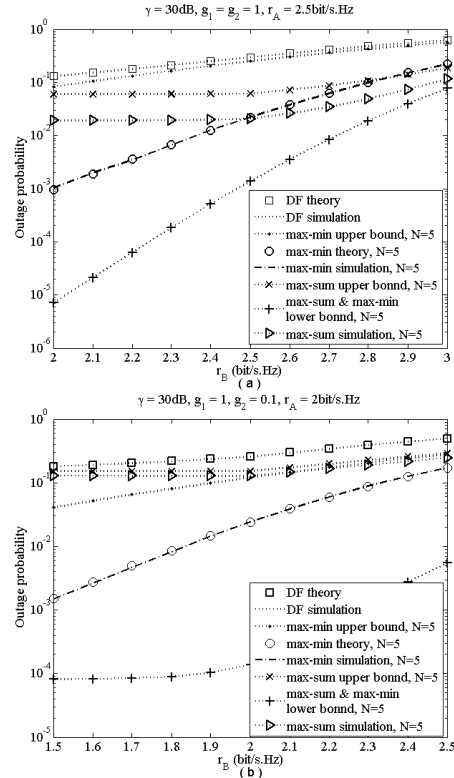 γ = 30dB, g₁ = g₂ = 1, r_A = 2.5bit/s.Hz
10⁰
10⁻¹
10⁻²
10⁻³
10⁻⁴
10⁻⁵
10⁻⁶
Outage probability
DF theory
DF simulation
max-min upper bound, N=5
max-min theory, N=5
max-min simulation, N=5
max-sum upper bonnd, N=5
max-sum & max-min
lower bonnd, N=5
max-sum simulation, N=5
2 2.1 2.2 2.3 2.4 2.5 2.6 2.7 2.8 2.9 3
r_B (bit/s.Hz)
( a )
γ = 30dB, g₁ = 1, g₂ = 0.1, r_A = 2bit/s.Hz
10⁰
10⁻¹
10⁻²
10⁻³
10⁻⁴
10⁻⁵
Outage probability
DF theory
DF simulation
max-min upper bound, N=5
max-min theory, N=5
max-min simulation, N=5
max-sum upper bonnd, N=5
max-sum & max-min
lower bonnd, N=5
max-sum simulation, N=5
1.5 1.6 1.7 1.8 1.9 2 2.1 2.2 2.3 2.4 2.5
r_B (bit/s.Hz)
( b )